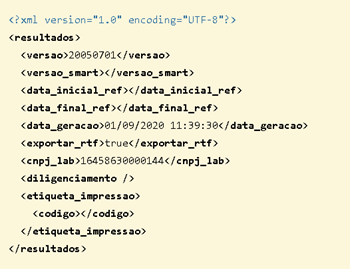 <?xml version="1.0" encoding="UTF-8"?>
<resultados>
<versao>20050701</versao>
<versao_smart></versao_smart>
<data_inicial_ref></data_inicial_ref>
<data_final_ref></data_final_ref>
<data_geracao>01/09/2020 11:39:30</data_geracao>
<exportar_rtf>true</exportar_rtf>
<cnpj_lab>16458630000144</cnpj_lab>
<diligenciamento />
<etiqueta_impressao>
<codigo></codigo>
</etiqueta_impressao>
</resultados>